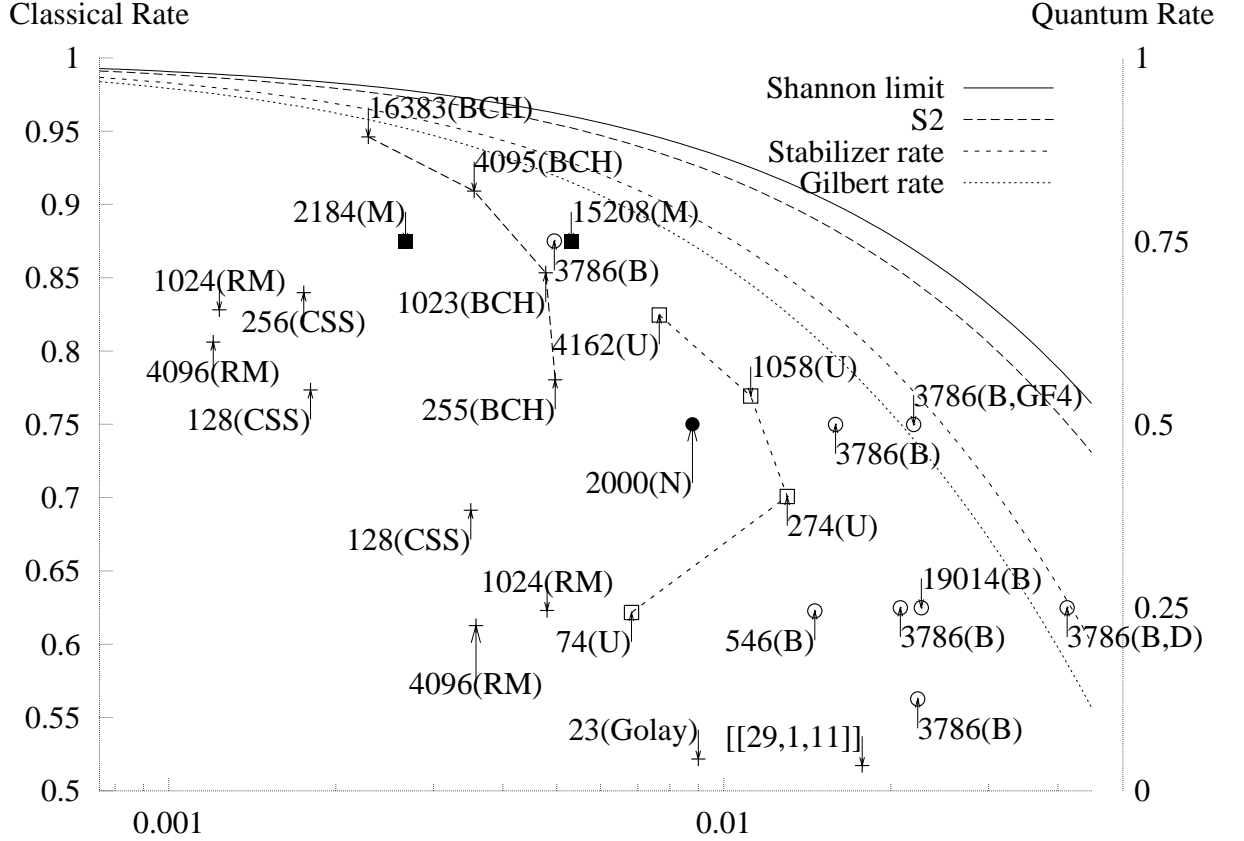 Classical Rate
Quantum Rate
1
1
Shannon limit
16383(BCH)
S2
0.95
Stabilizer rate
4095(BCH)
Gilbert rate
0.9
2184(M)
15208(M)
0.75
3786(B)
1024(RM)
0.85
1023(BCH)
256(CSS)
4162(U)
0.8
4096(RM)
1058(U)
3786(B,GF4)
255(BCH)
128(CSS)
0.75
0.5
3786(B)
2000(N)
0.7
274(U)
128(CSS)
0.65
1024(RM)
19014(B)
0.25
74(U)
546(B)
3786(B)
3786(B,D)
0.6
4096(RM)
0.55
23(Golay)
[[29,1,11]]
3786(B)
0.5
0
0.001
0.01